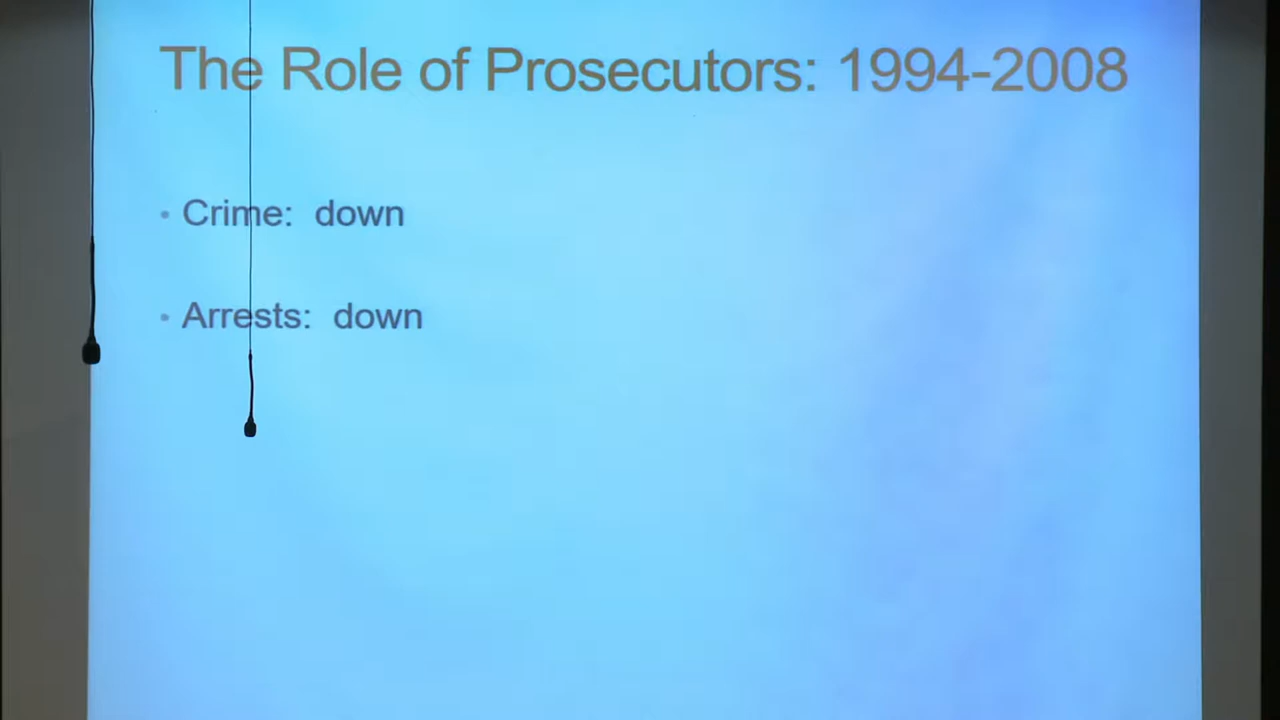 The Role of Prosecutors: 1994-2008
• Crime: down
• Arrests: down